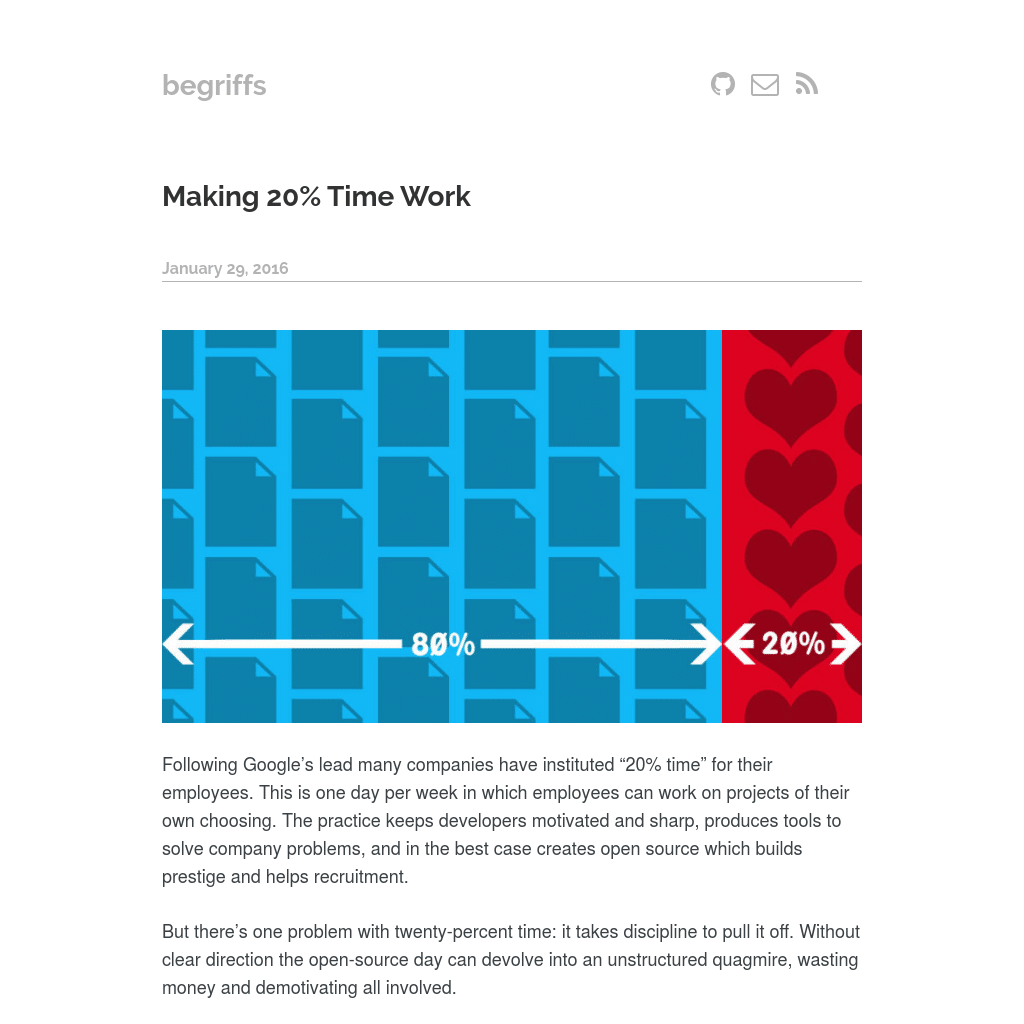 begriffs
Making 20% Time Work
January 29, 2016
80%
20%
Following Google’s lead many companies have instituted “20% time” for their
employees. This is one day per week in which employees can work on projects of their
own choosing. The practice keeps developers motivated and sharp, produces tools to
solve company problems, and in the best case creates open source which builds
prestige and helps recruitment.
But there’s one problem with twenty-percent time: it takes discipline to pull it off. Without
clear direction the open-source day can devolve into an unstructured quagmire, wasting
money and demotivating all involved.